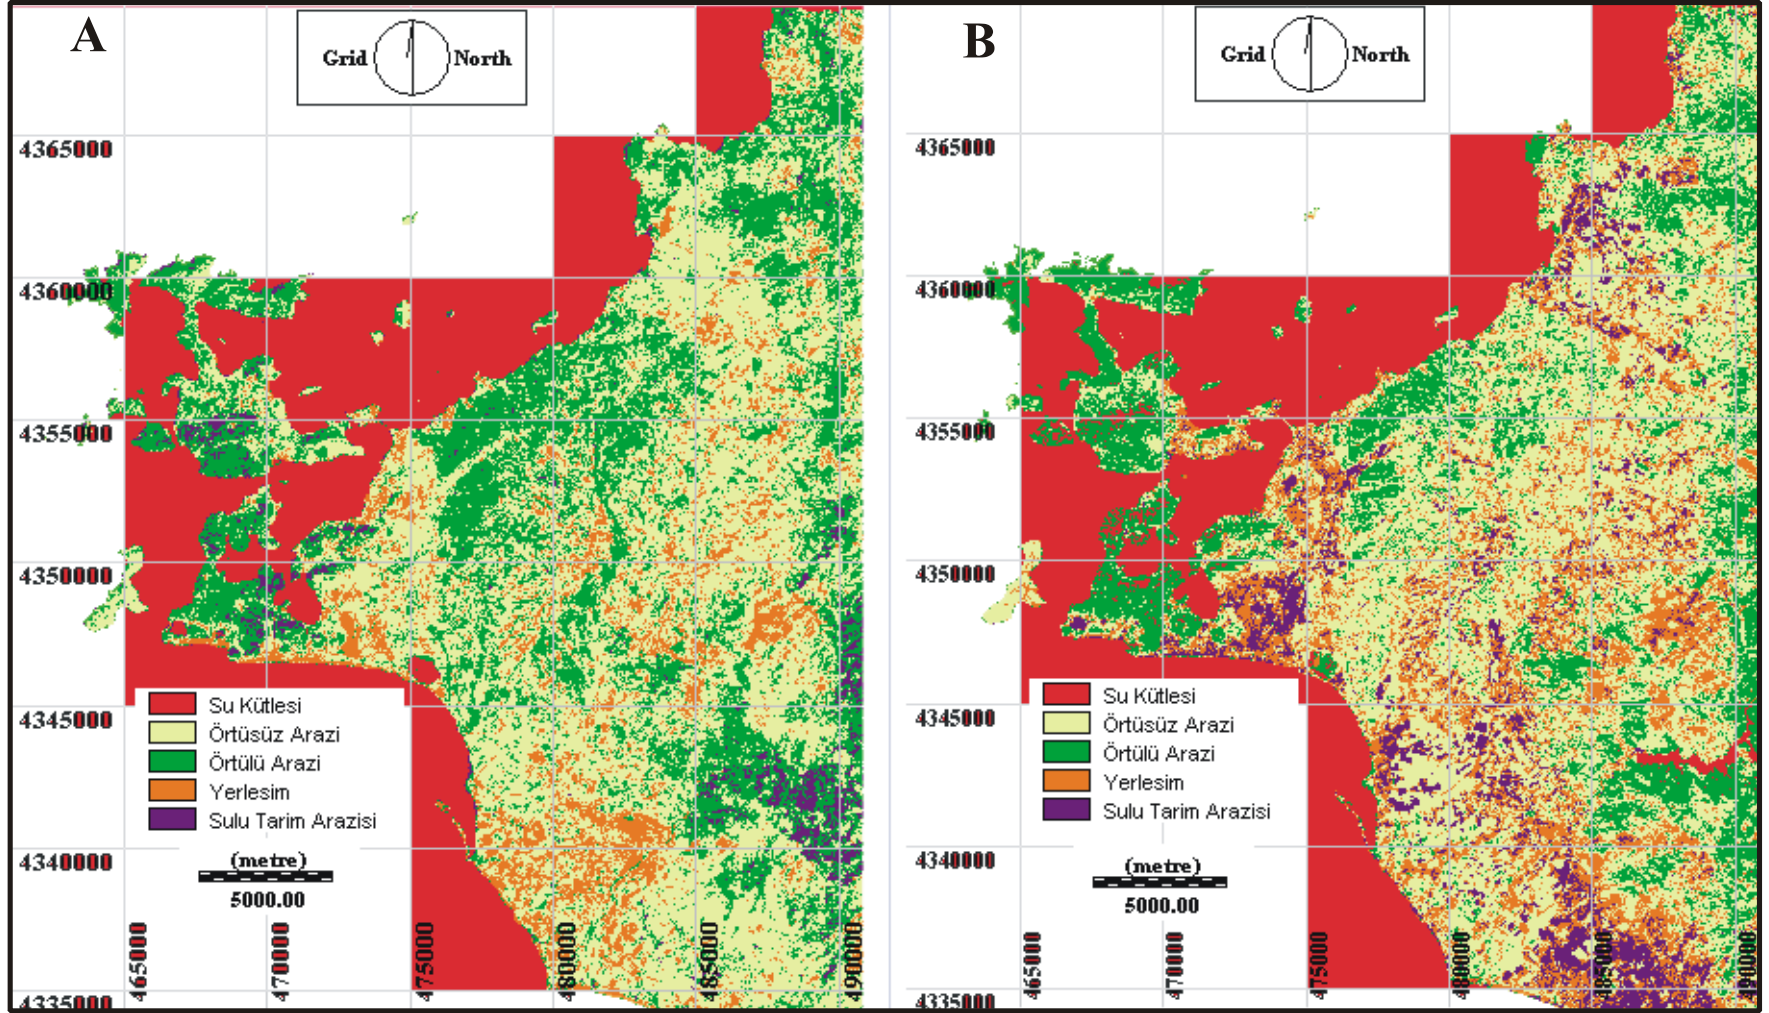 A
Grid North
4365000
4360000
4355000
4350000
4345000
4340000
4335000
Su Kütlesi
Örtüsüz Arazi
Örtülü Arazi
Yerlesim
Sulu Tarim Arazisi
(metre)
5000.00
465000
470000
475000
480000
485000
490000
B
Grid North
4365000
4360000
4355000
4350000
4345000
4340000
4335000
Su Kütlesi
Örtüsüz Arazi
Örtülü Arazi
Yerlesim
Sulu Tarim Arazisi
(metre)
5000.00
465000
470000
475000
480000
485000
490000